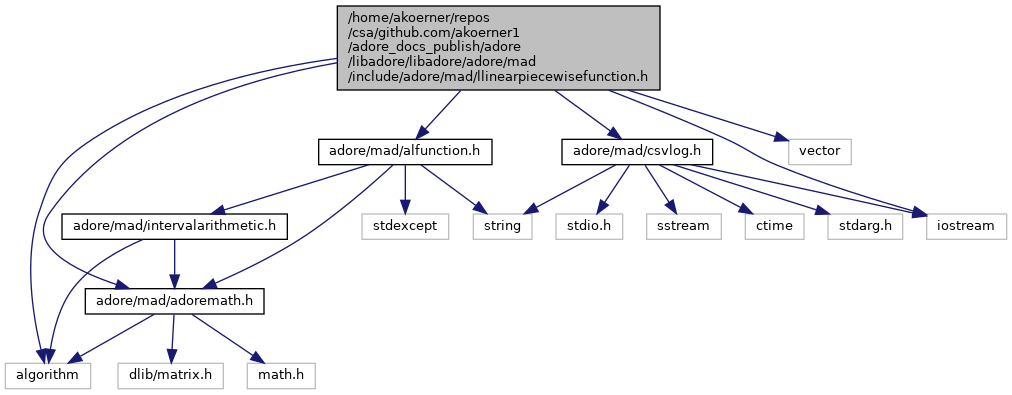 /home/akoerner/repos
/csa/github.com/akoerner1
/adore_docs_publish/adore
/libadore/libadore/adore/mad
/include/adore/mad/llinearpiecewisefunction.h
adore/mad/alfunction.h
adore/mad/csvlog.h
vector
adore/mad/intervalarithmetic.h
stdexcept
string
stdio.h
sstream
ctime
stdarg.h
iostream
adore/mad/adoremath.h
algorithm
dlib/matrix.h
math.h